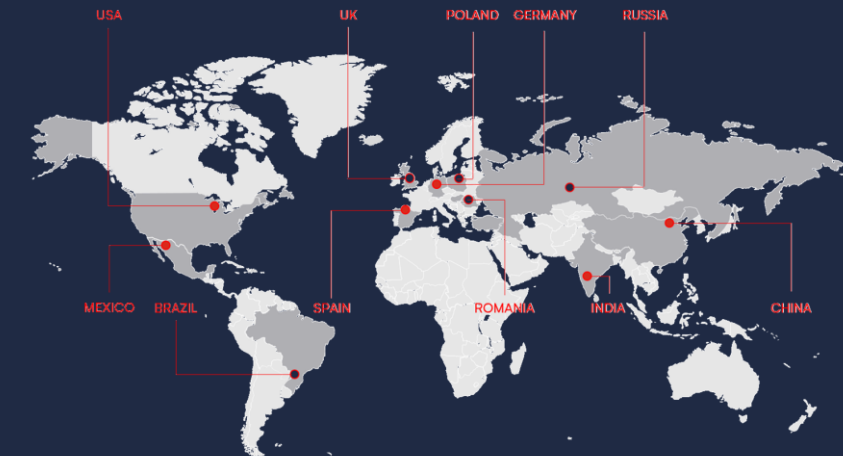 USA
UK
POLAND
GERMANY
RUSSIA
MEXICO
BRAZIL
SPAIN
ROMANIA
INDIA
CHINA